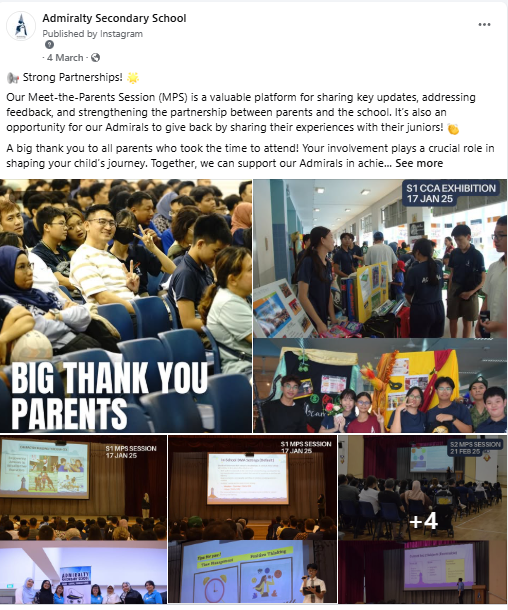 Admiralty Secondary School
Published by Instagram
· 4 March ·
Strong Partnerships!
Our Meet-the-Parents Session (MPS) is a valuable platform for sharing key updates, addressing
feedback, and strengthening the partnership between parents and the school. It's also an
opportunity for our Admirals to give back by sharing their experiences with their juniors!
A big thank you to all parents who took the time to attend! Your involvement plays a crucial role in
shaping your child's journey. Together, we can support our Admirals in achie... See more
S1 CCA EXHIBITION
17 JAN 25
BIG THANK YOU
PARENTS
S1 MPS SESSION
17 JAN 25
S1 MPS SESSION
17 JAN 25
S2 MPS SESSION
21 FEB 25
+4
ADMIRALTY
SECONDARY SCHOOL
Time Management
Positive Thinking